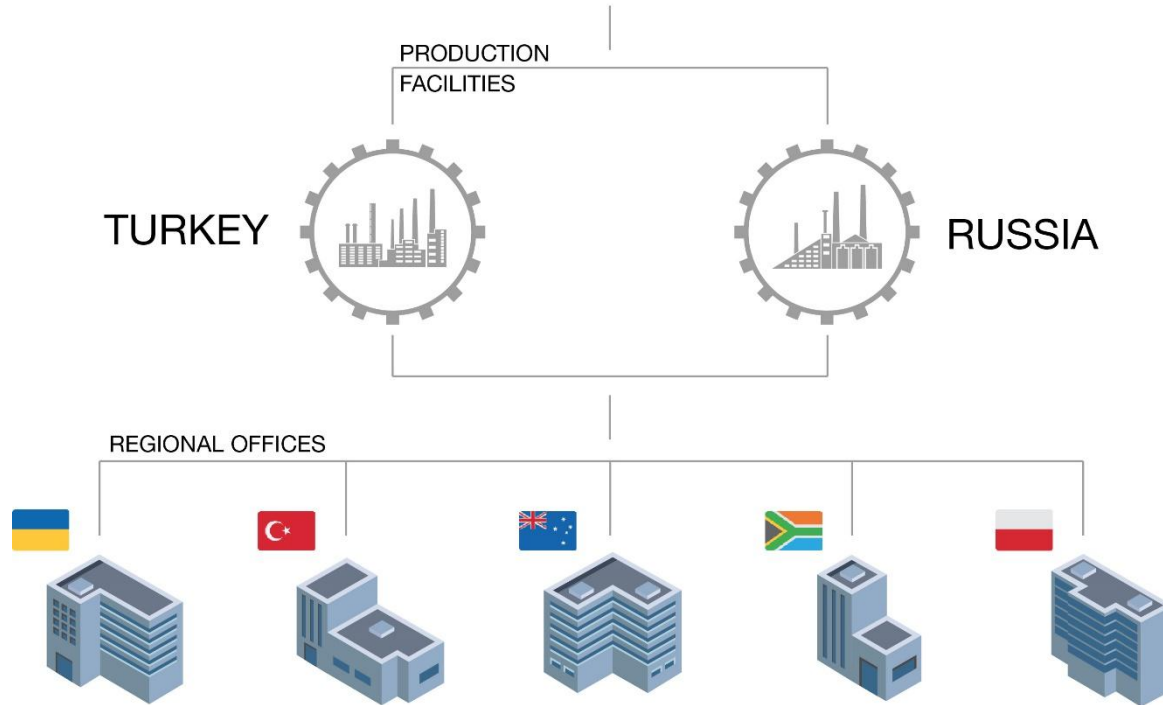 PRODUCTION
FACILITIES
TURKEY
RUSSIA
REGIONAL OFFICES